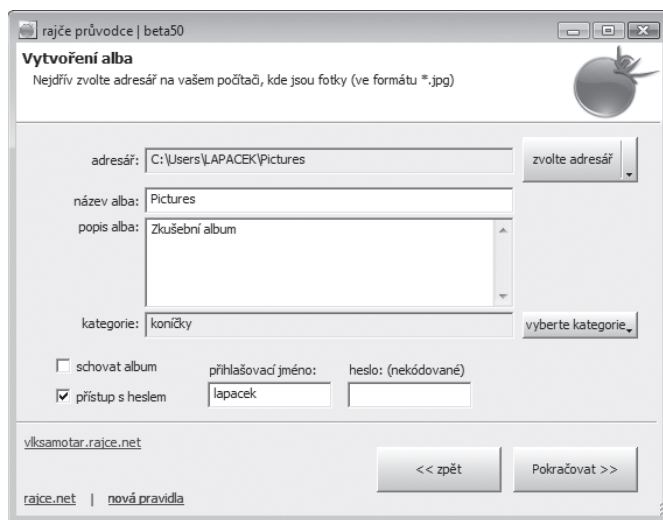 rajče průvodce | beta50
Vytvoření alba
Nejdřív zvolte adresář na vašem počítači, kde jsou fotky (ve formátu *.jpg)
adresář: C:\Users\LAPACEK\Pictures zvolte adresář
název alba: Pictures
popis alba: Zkušební album
kategorie: koníčky vyberte kategorie
schovat album přihlašovací jméno: heslo: (nekódované)
přístup s heslem lapacek
vlksamotar.rajce.net
<< zpět Pokračovat >>
rajce.net | nová pravidla